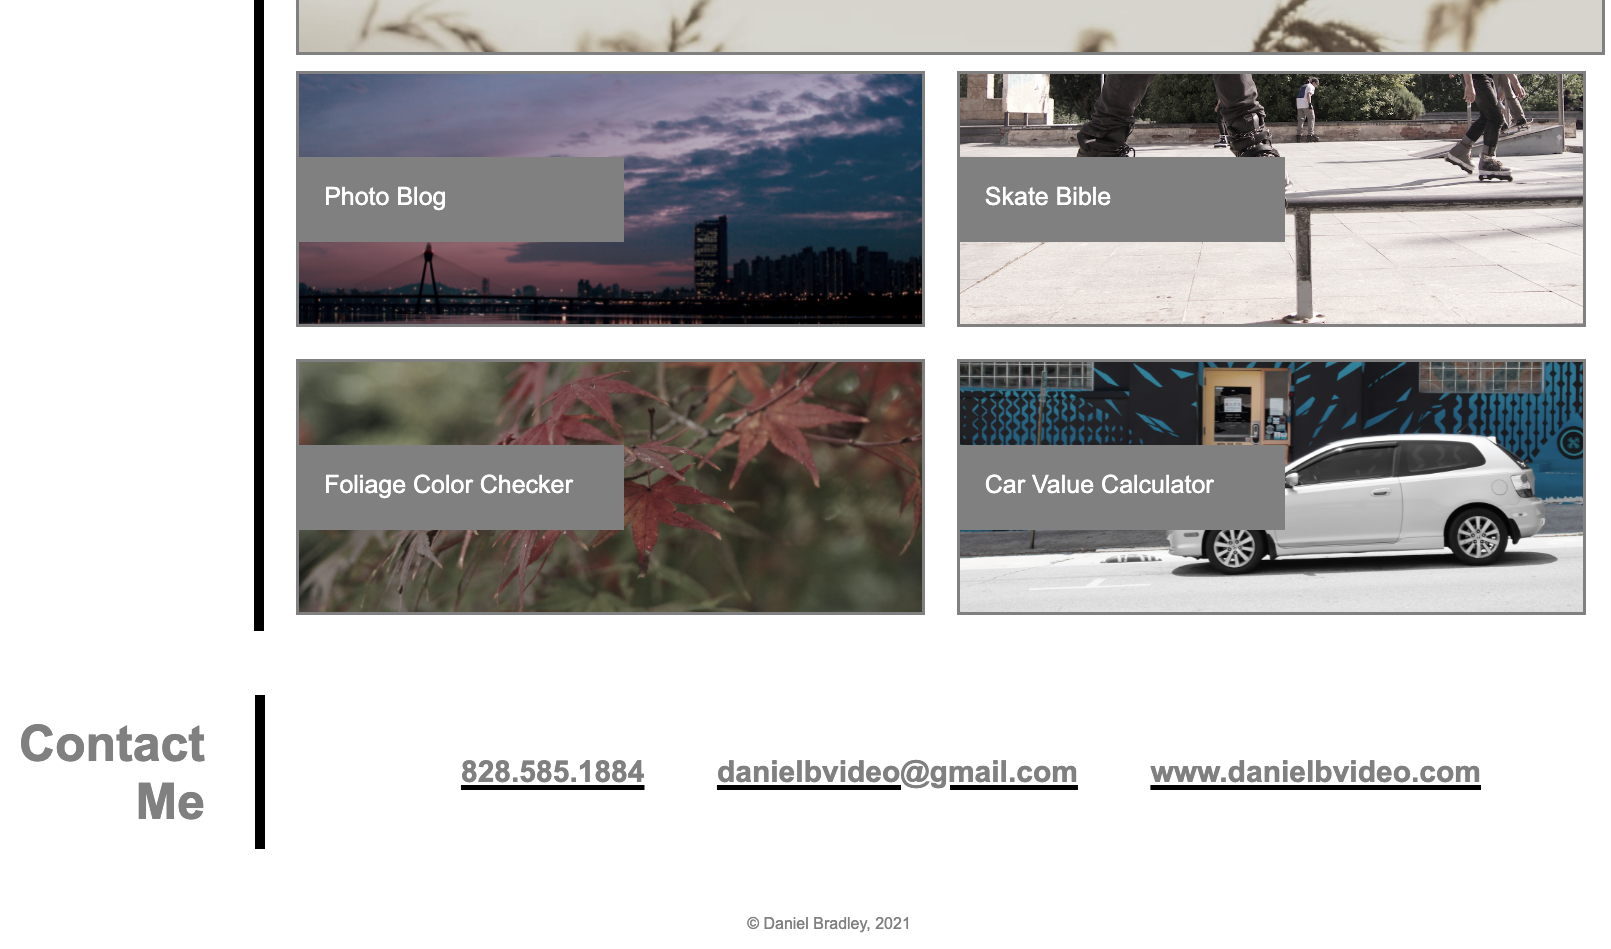 Photo Blog
Skate Bible
Foliage Color Checker
Car Value Calculator
Contact
Me
828.585.1884
danielbvideo@gmail.com
www.danielbvideo.com
© Daniel Bradley, 2021